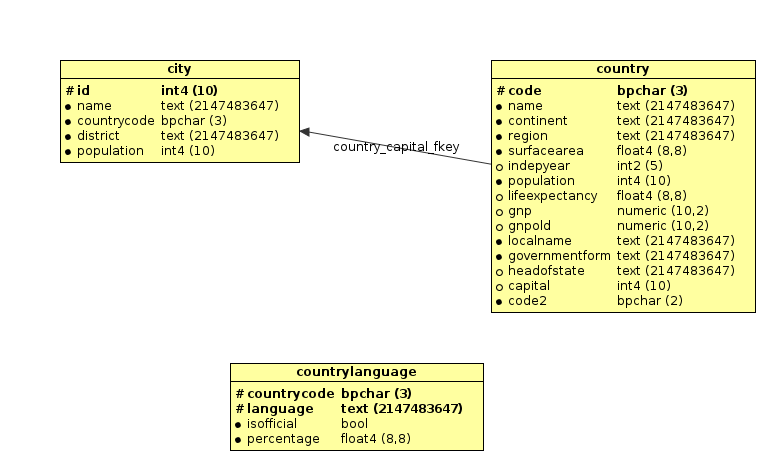 city
# id int4 (10)
name text (2147483647)
countrycode bpchar (3)
district text (2147483647)
population int4 (10)
country_capital_fkey
country
# code bpchar (3)
name text (2147483647)
continent text (2147483647)
region text (2147483647)
surfacearea float4 (8,8)
indepyear int2 (5)
population int4 (10)
lifeexpectancy float4 (8,8)
gnp numeric (10,2)
gnpold numeric (10,2)
localname text (2147483647)
governmentform text (2147483647)
headofstate text (2147483647)
capital int4 (10)
code2 bpchar (2)
countrylanguage
# countrycode bpchar (3)
# language text (2147483647)
isofficial bool
percentage float4 (8,8)